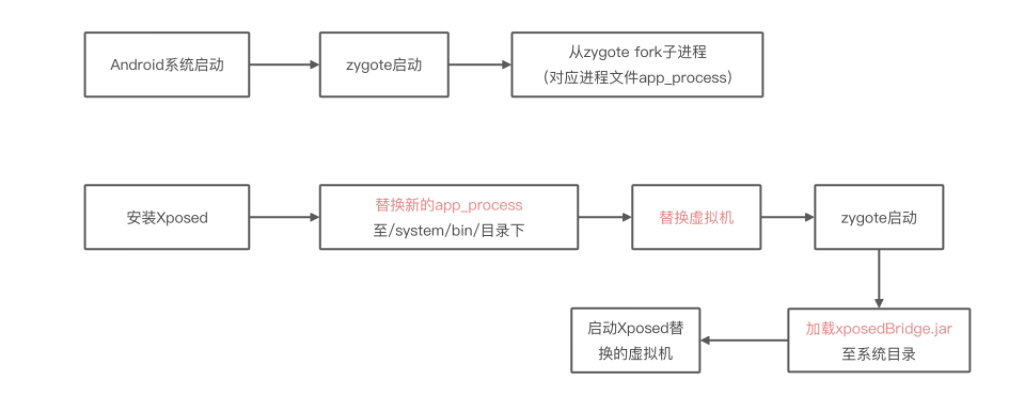 Android系统启动
zygote启动
从zygote fork子进程
（对应进程文件app_process）
安装Xposed
替换新的app_process
至/system/bin/目录下
替换虚拟机
zygote启动
启动Xposed替
换的虚拟机
加载xposedBridge.jar
至系统目录